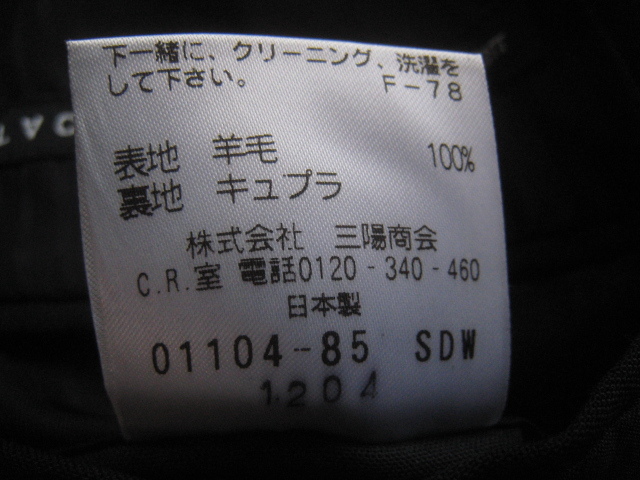 下一緒に、クリーニング、洗濯を
して下さい。
F-78
表地 羊毛 100%
裏地 キュプラ
株式会社 三陽商会
C.R.室 電話0120-340-460
日本製
01104-85 SDW
1204